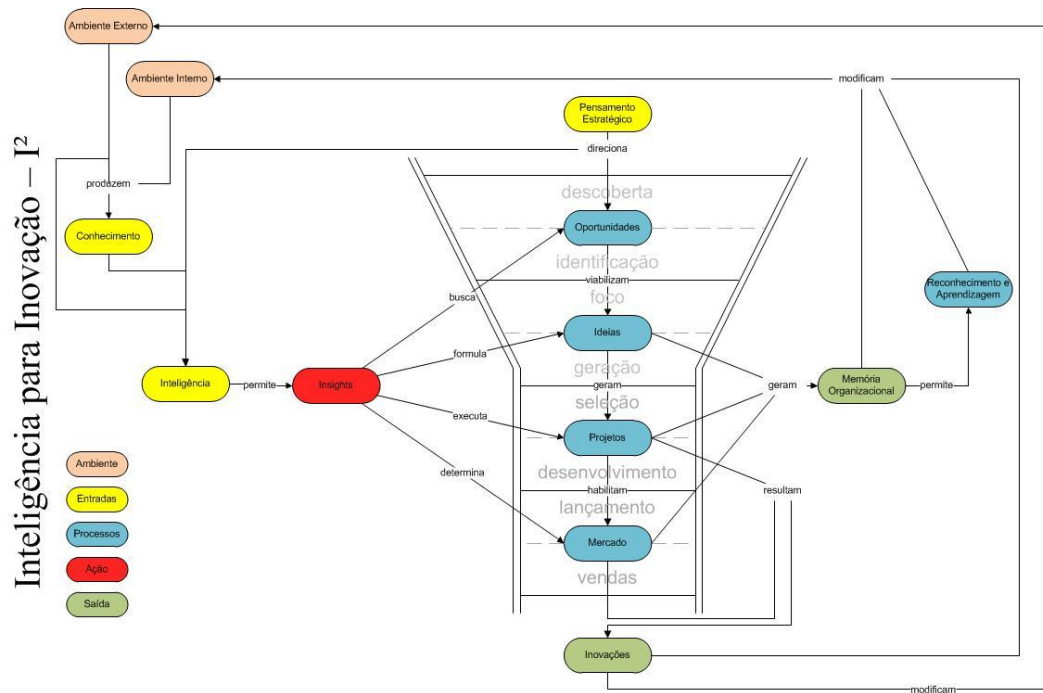 Inteligência para Inovação – I²
Ambiente Externo
Ambiente Interno
modificam
Pensamento
Estratégico
direciona
produzem
descoberta
Conhecimento
Oportunidades
identificação
viabilizam
busca
foco
Reconhecimento e
Aprendizagem
Ideias
formula
geração
Inteligência
permite
Insights
geram
geram
Memória
Organizacional
permite
seleção
executa
Projetos
determina
desenvolvimento
habilitam
resultam
lançamento
Mercado
vendas
Ambiente
Entradas
Processos
Ação
Saída
Inovações
modificam